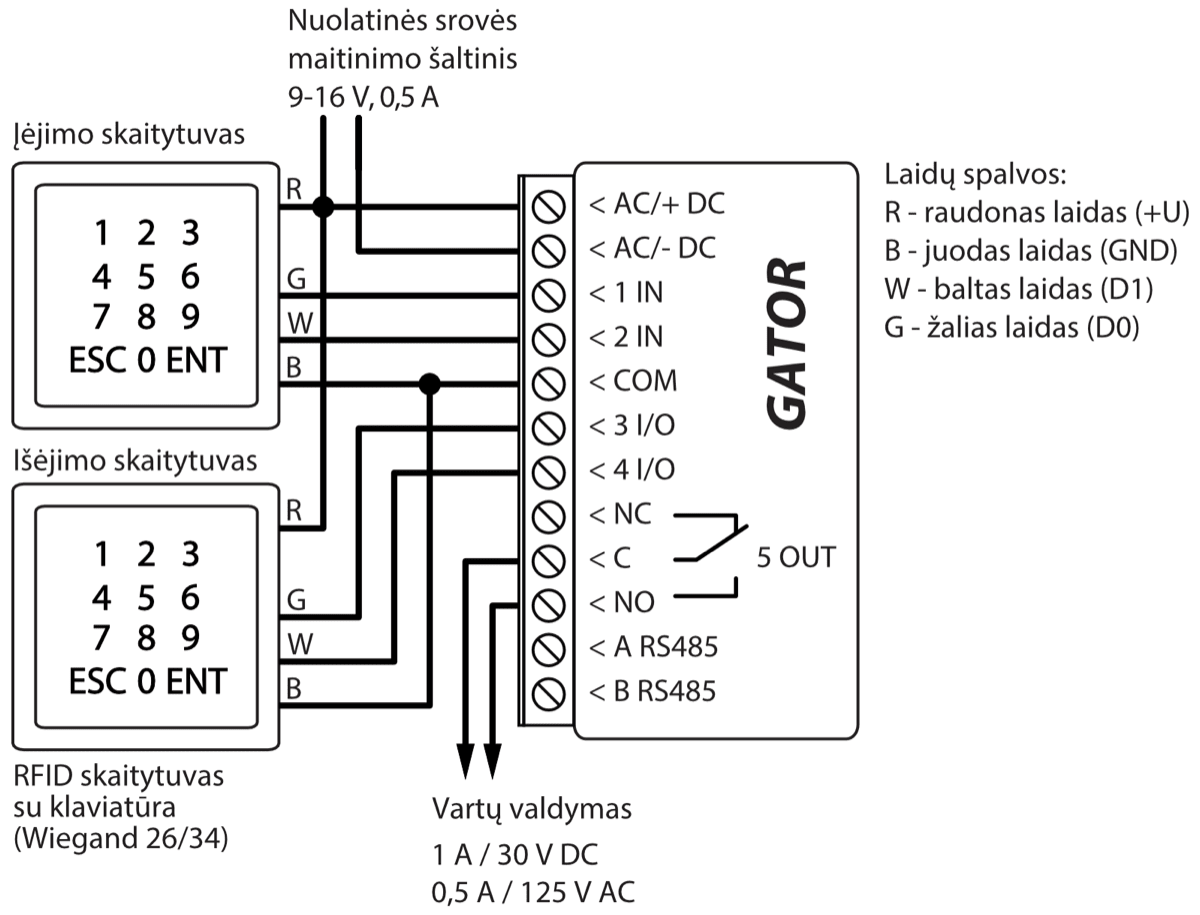 Nuolatinės srovės
maitinimo šaltinis
9-16 V, 0,5 A
Įėjimo skaitytuvas
1 2 3
4 5 6
7 8 9
ESC 0 ENT
R
G
W
B
Išėjimo skaitytuvas
1 2 3
4 5 6
7 8 9
ESC 0 ENT
R
G
W
B
RFID skaitytuvas
su klaviatūra
(Wiegand 26/34)
< AC/+ DC
< AC/- DC
< 1 IN
< 2 IN
< COM
< 3 I/O
< 4 I/O
< NC
< C
< NO
< A RS485
< B RS485
5 OUT
GATOR
Vartų valdymas
1 A / 30 V DC
0,5 A / 125 V AC
Laidų spalvos:
R - raudonas laidas (+U)
B - juodas laidas (GND)
W - baltas laidas (D1)
G - žalias laidas (D0)